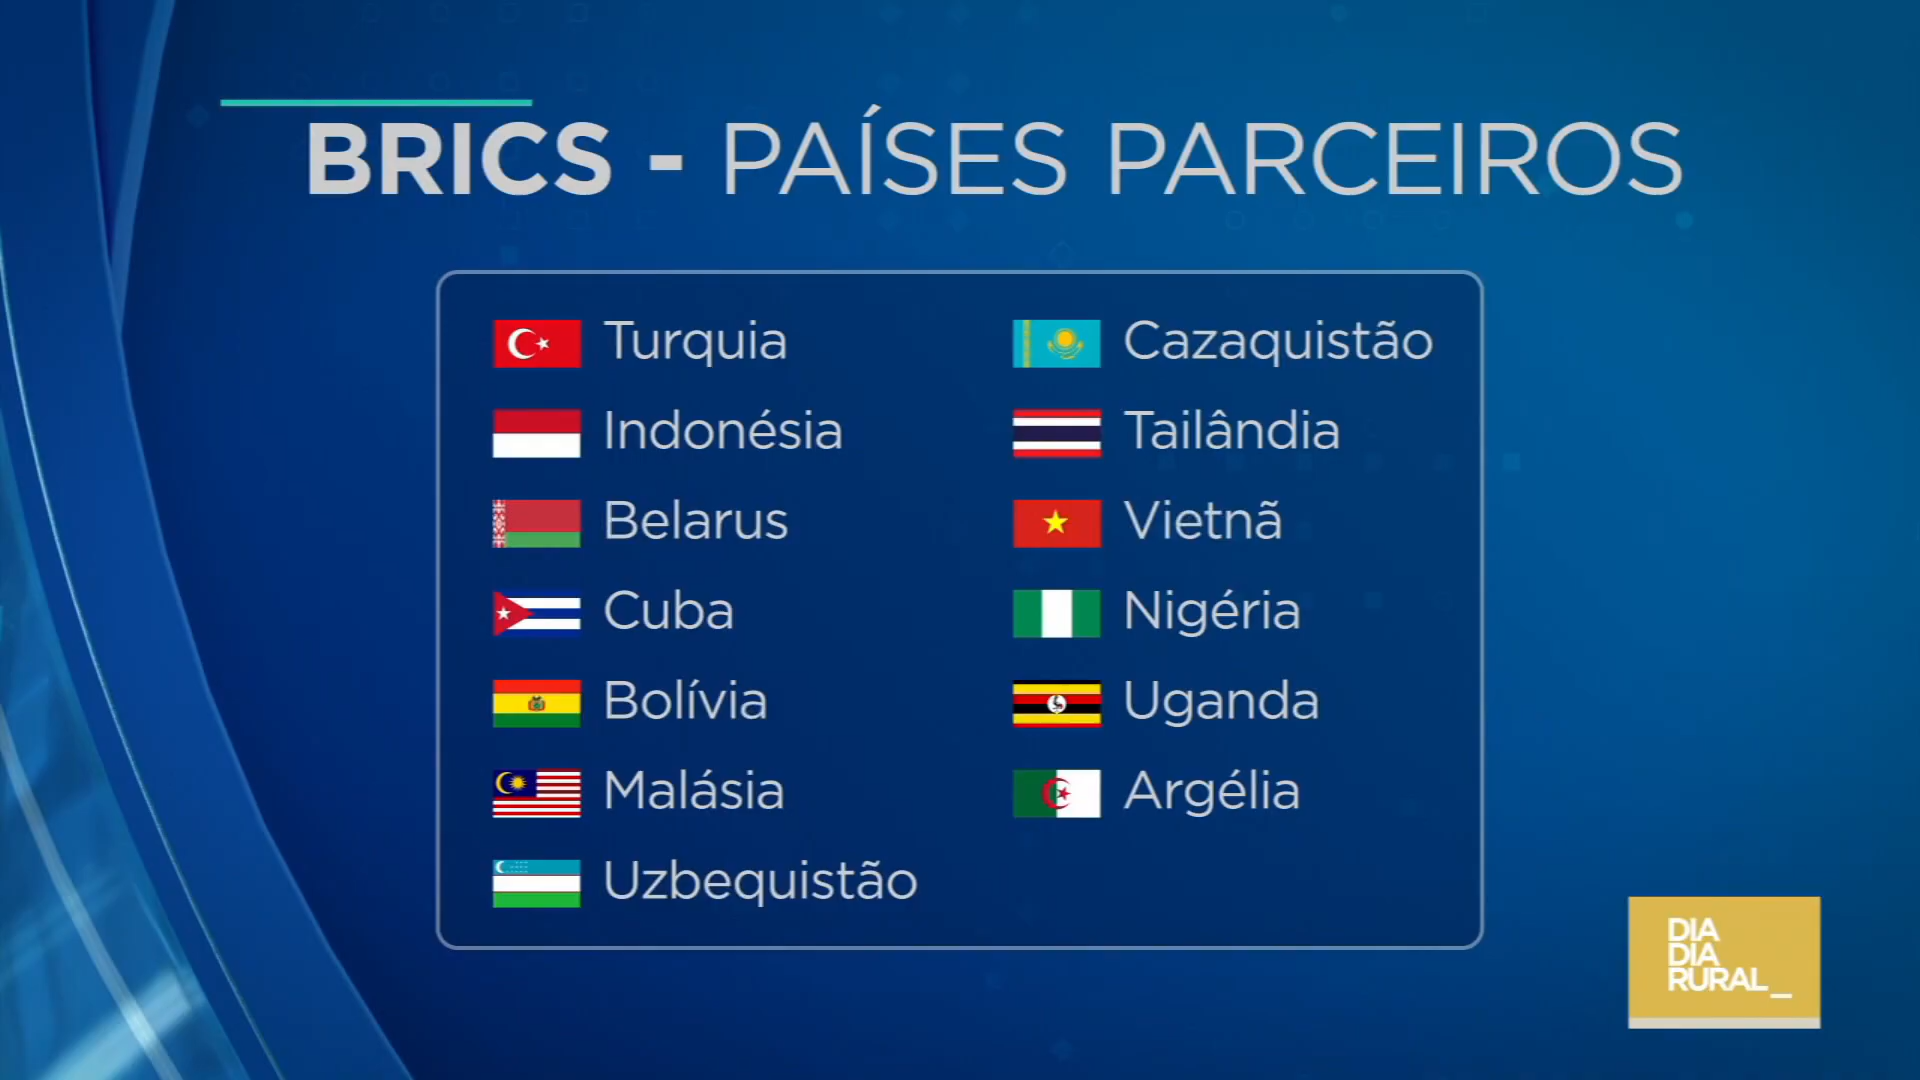 BRICS - PAÍSES PARCEIROS
Turquia
Indonésia
Belarus
Cuba
Bolívia
Malásia
Uzbequistão
Cazaquistão
Tailândia
Vietnã
Nigéria
Uganda
Argélia
DIA
DIA
RURAL_